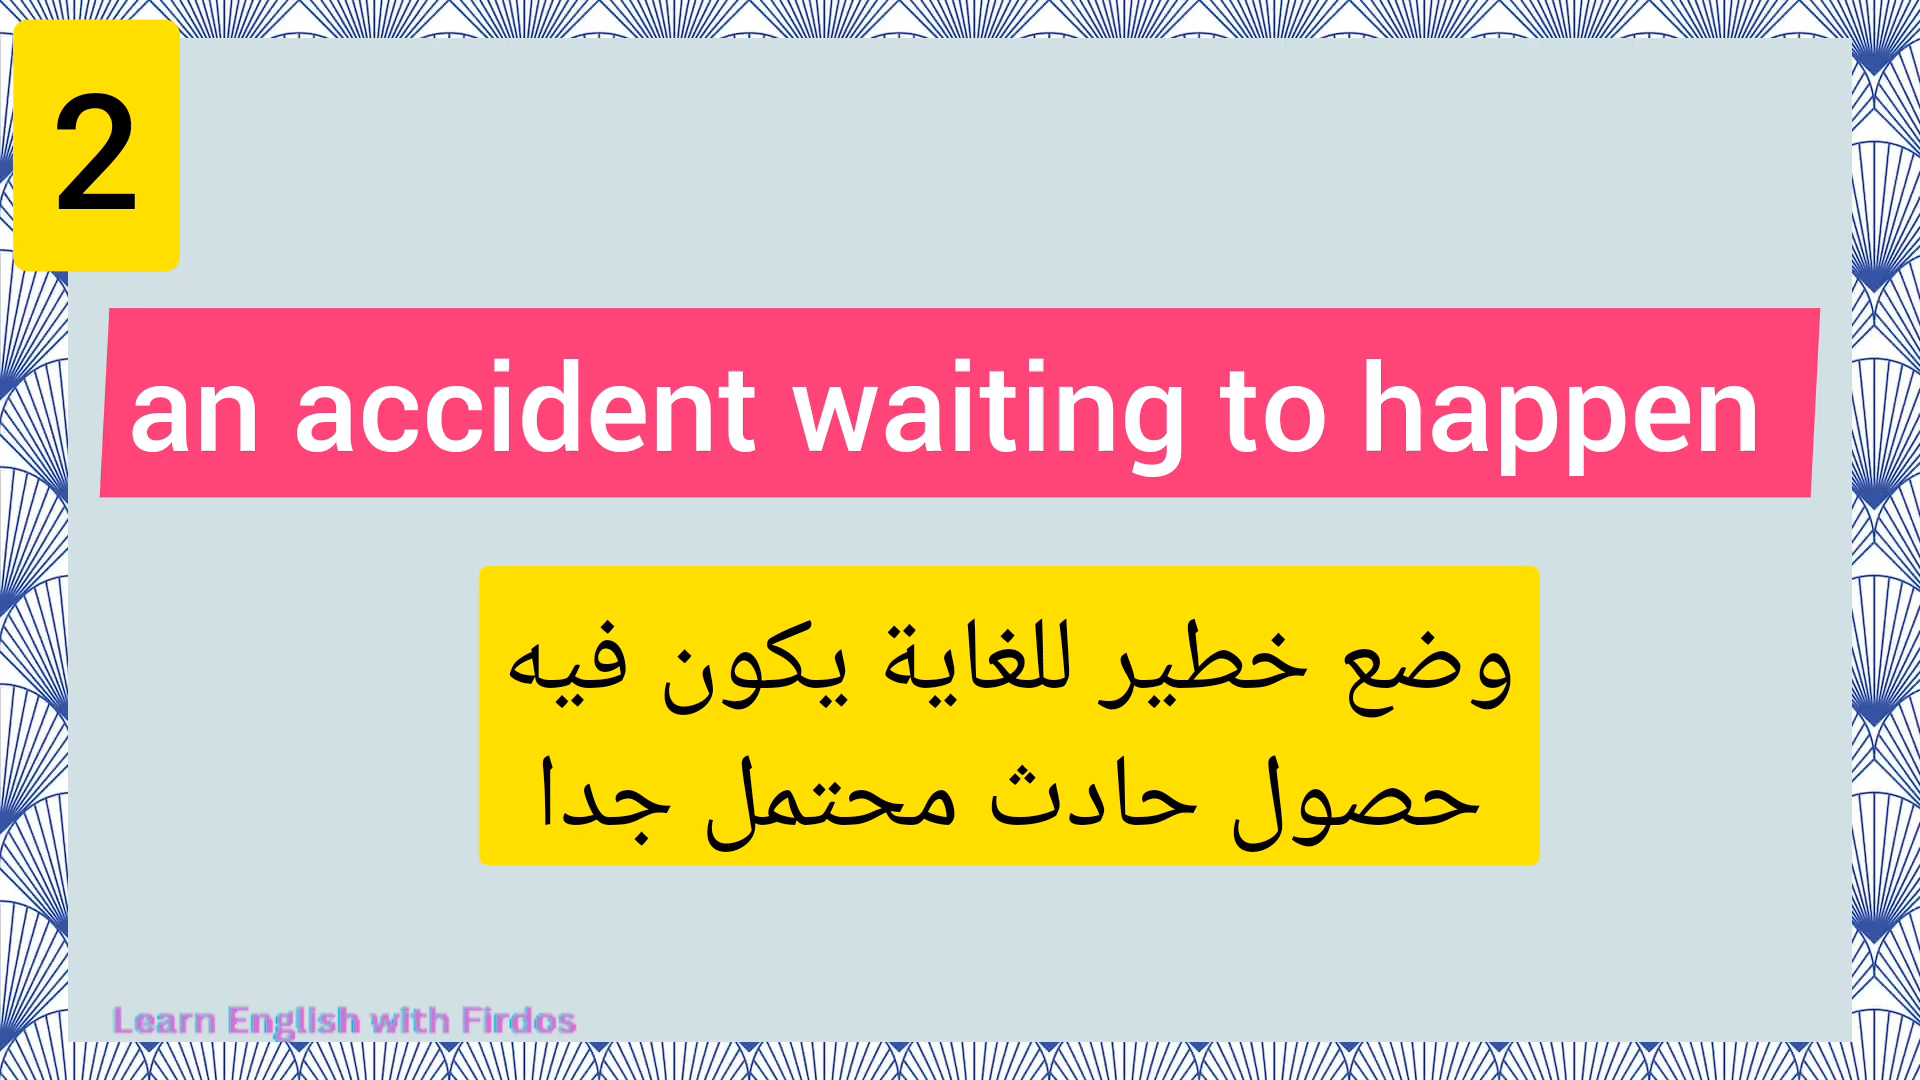 2
an accident waiting to happen
وضع خطير للغاية يكون فيه
حصول حادث محتمل جدا
Learn English with Firdos